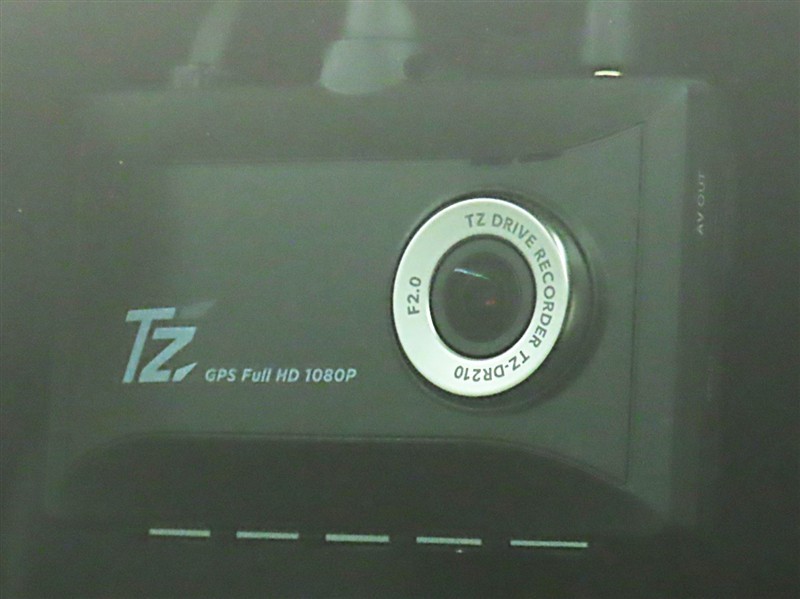 TZ DRIVE RECORDER TZ-DR210
F2.0
AV OUT
TZ
GPS Full HD 1080P